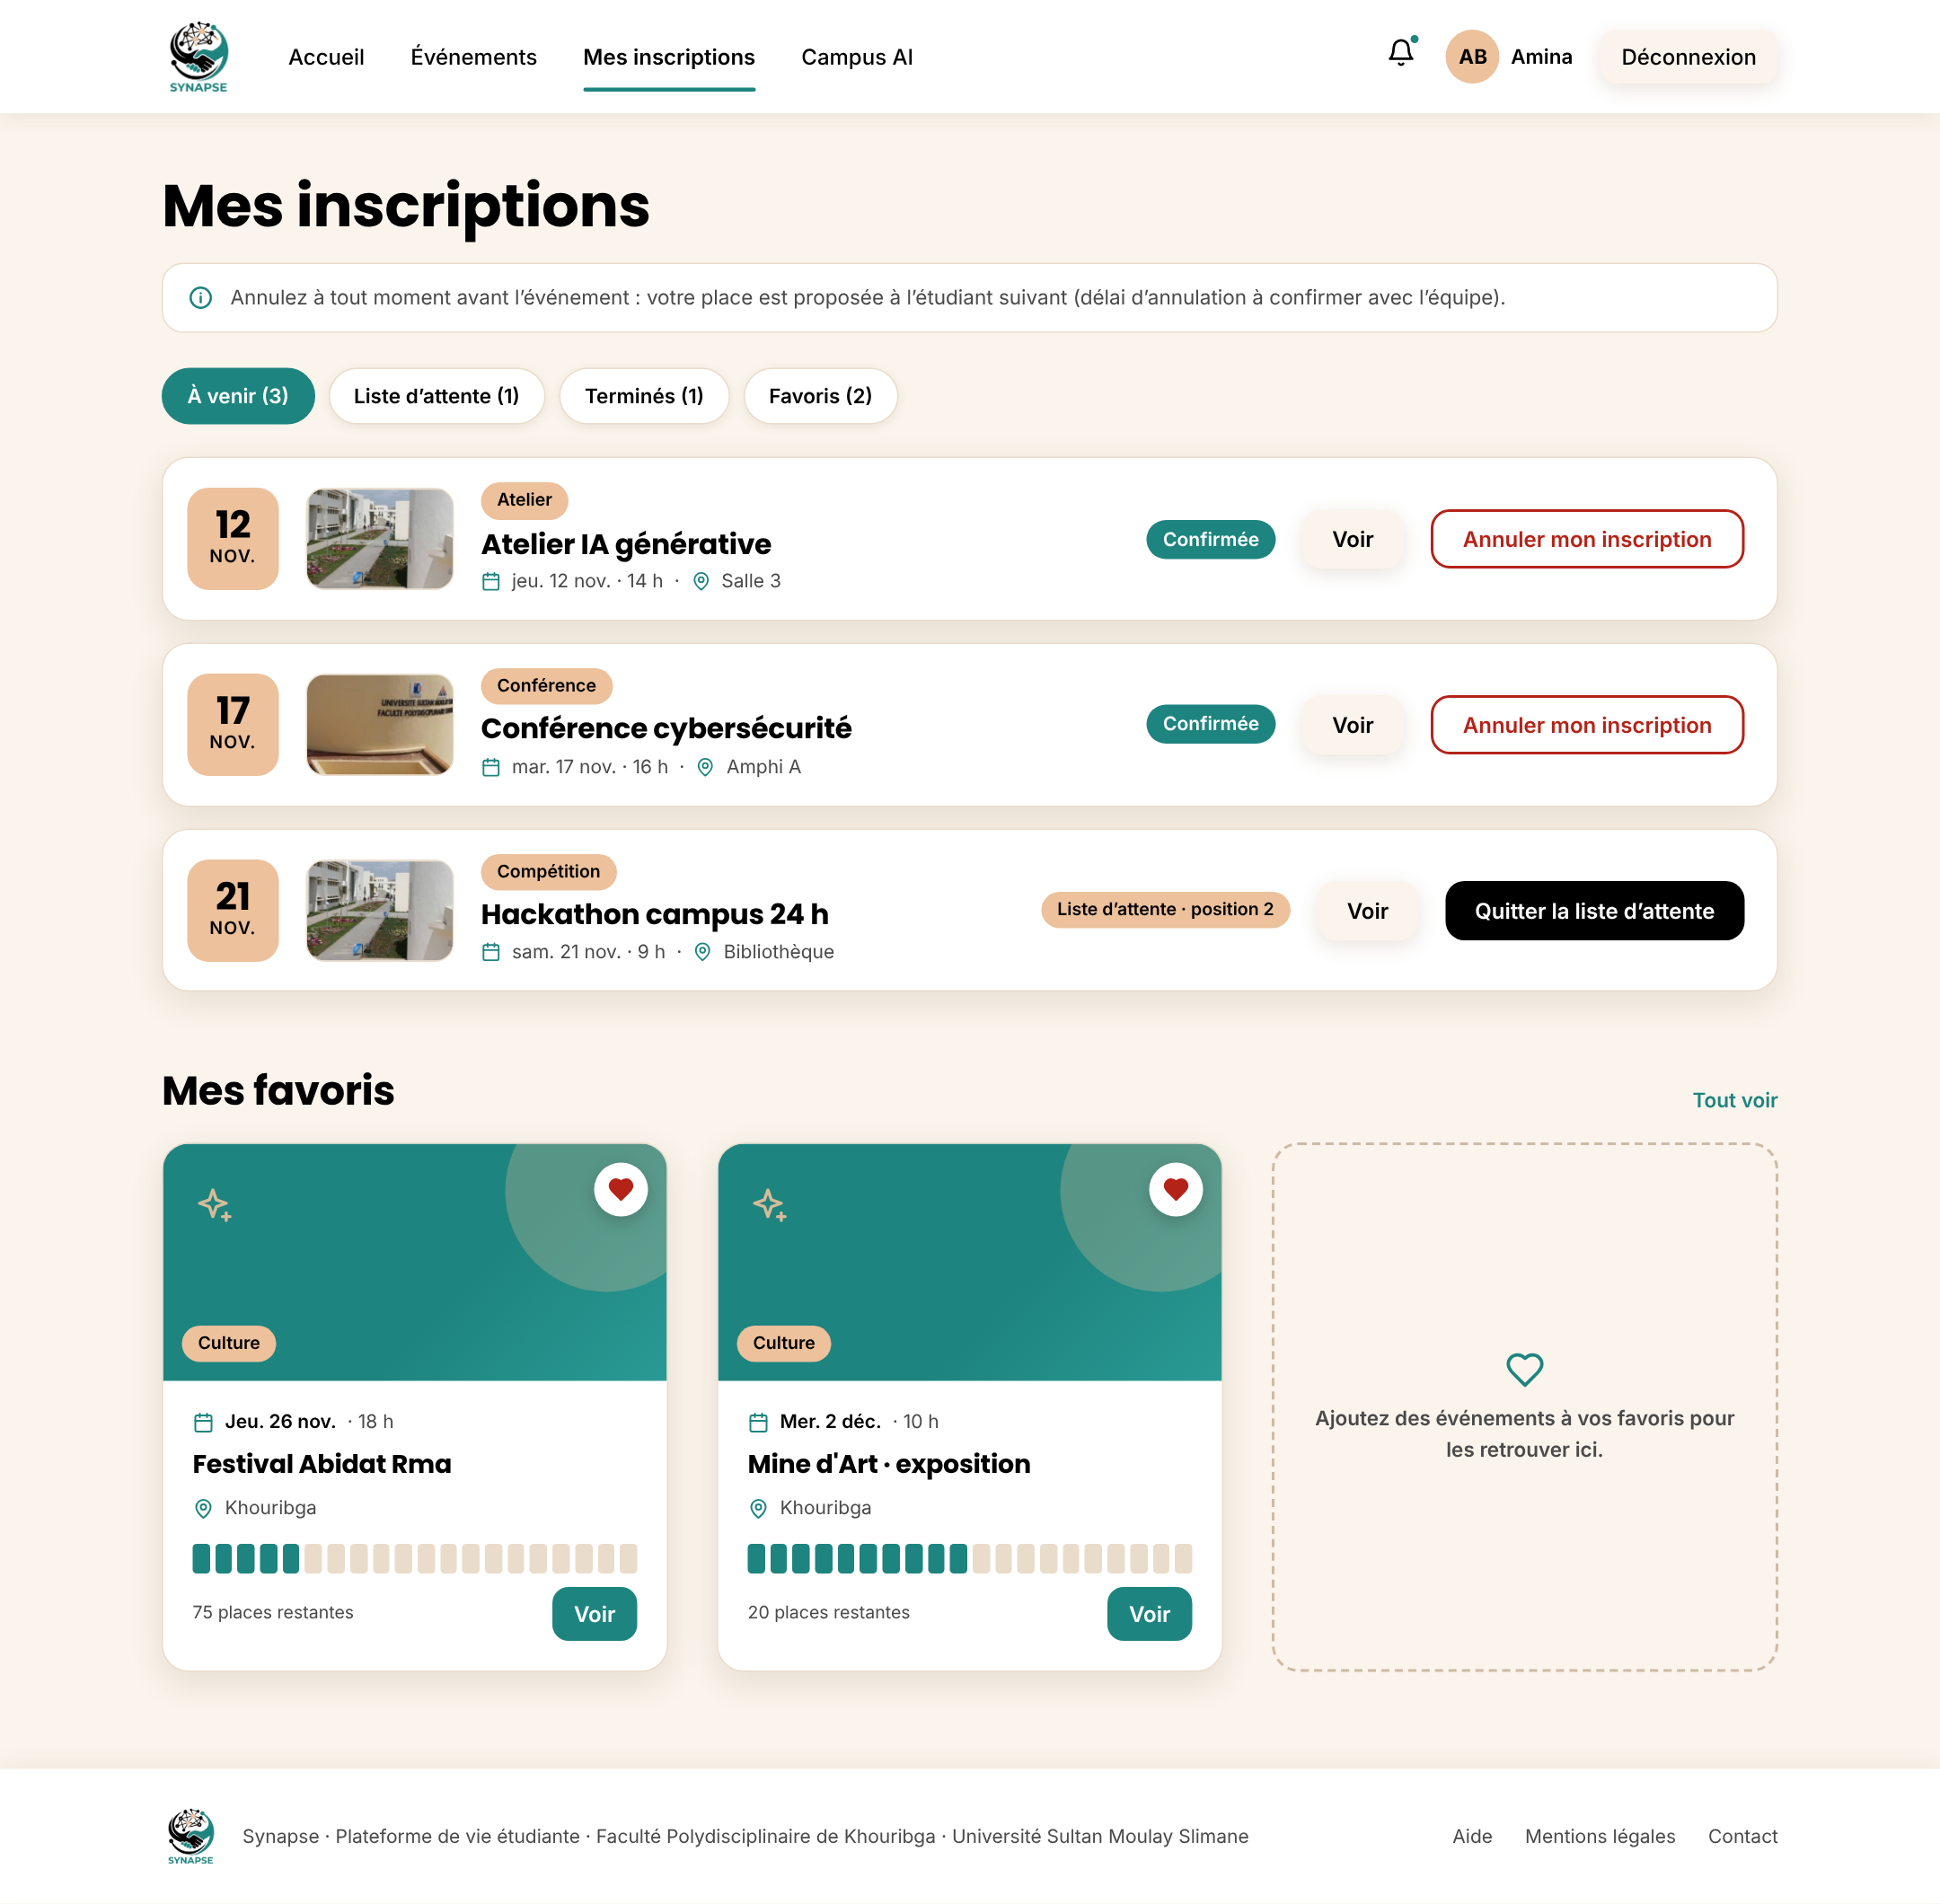 SYNAPSE
Accueil
Événements
Mes inscriptions
Campus AI
AB
Amina
Déconnexion
Mes inscriptions
Annulez à tout moment avant l’événement : votre place est proposée à l’étudiant suivant (délai d’annulation à confirmer avec l’équipe).
À venir (3)
Liste d’attente (1)
Terminés (1)
Favoris (2)
12
NOV.
Atelier
Atelier IA générative
jeu. 12 nov. · 14 h · Salle 3
Confirmée
Voir
Annuler mon inscription
17
NOV.
UNIVERSITE SULTAN
FACULTE POLYDISCIPLINAIRE
Conférence
Conférence cybersécurité
mar. 17 nov. · 16 h · Amphi A
Confirmée
Voir
Annuler mon inscription
21
NOV.
Compétition
Hackathon campus 24 h
sam. 21 nov. · 9 h · Bibliothèque
Liste d’attente · position 2
Voir
Quitter la liste d’attente
Mes favoris
Tout voir
Culture
Jeu. 26 nov. · 18 h
Festival Abidat Rma
Khouribga
75 places restantes
Voir
Culture
Mer. 2 déc. · 10 h
Mine d'Art · exposition
Khouribga
20 places restantes
Voir
Ajoutez des événements à vos favoris pour
les retrouver ici.
SYNAPSE
Synapse · Plateforme de vie étudiante · Faculté Polydisciplinaire de Khouribga · Université Sultan Moulay Slimane
Aide
Mentions légales
Contact